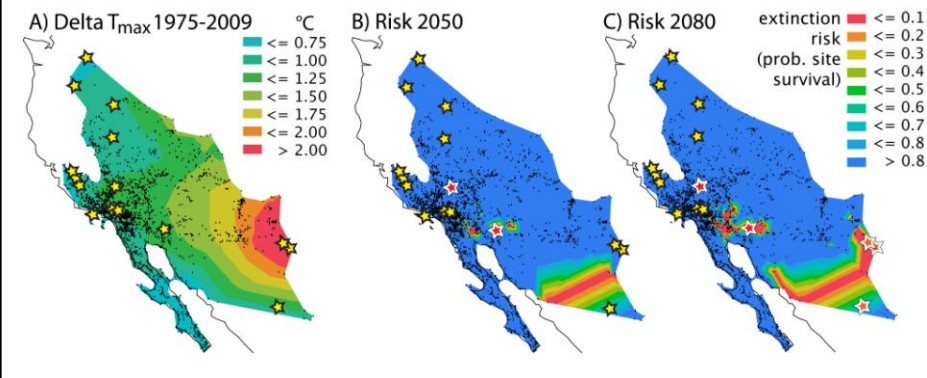 A) Delta Tmax 1975-2009
°C
<= 0.75
<= 1.00
<= 1.25
<= 1.50
<= 1.75
<= 2.00
> 2.00
B) Risk 2050
C) Risk 2080
extinction
risk
(prob. site
survival)
<= 0.1
<= 0.2
<= 0.3
<= 0.4
<= 0.5
<= 0.6
<= 0.7
<= 0.8
> 0.8